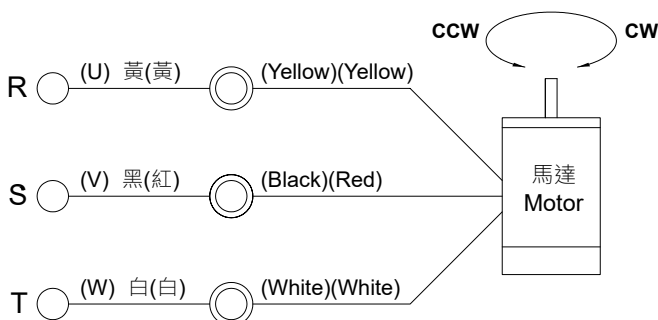 CCW CW
R (U) 黃(黃) (Yellow)(Yellow)
S (V) 黑(紅) (Black)(Red)
馬達
Motor
T (W) 白(白) (White)(White)